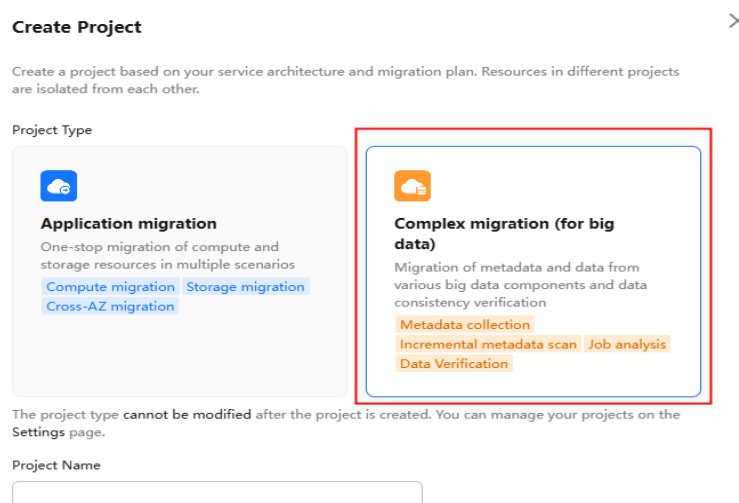 Create Project
Create a project based on your service architecture and migration plan. Resources in different projects
are isolated from each other.
Project Type
Application migration
One-stop migration of compute and
storage resources in multiple scenarios
Compute migration Storage migration
Cross-AZ migration
Complex migration (for big
data)
Migration of metadata and data from
various big data components and data
consistency verification
Metadata collection
Incremental metadata scan Job analysis
Data Verification
The project type cannot be modified after the project is created. You can manage your projects on the
Settings page.
Project Name